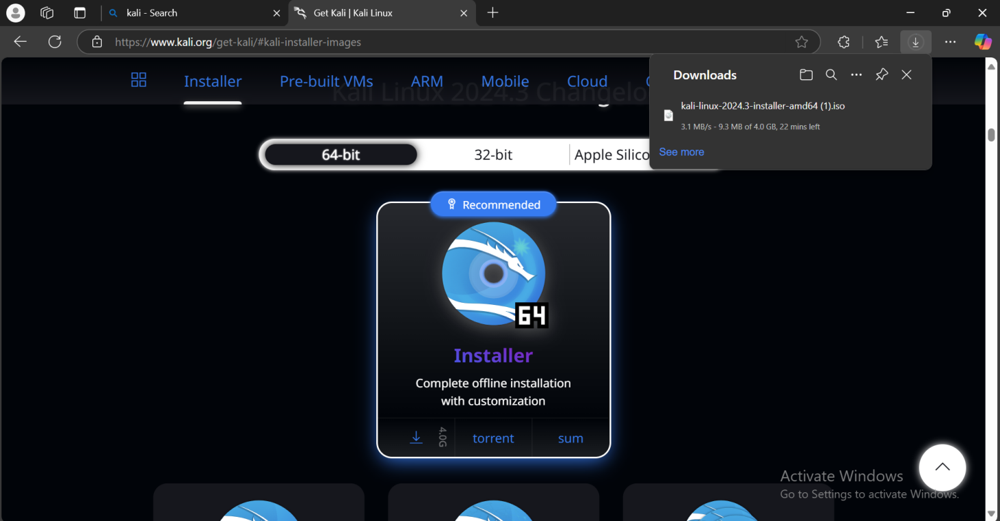 kali - Search
Get Kali | Kali Linux
https://www.kali.org/get-kali/#kali-installer-images
Installer Pre-built VMs ARM Mobile Cloud
Kali Linux 2024.3 Changelo
Downloads
kali-linux-2024.3-installer-amd64 (1).iso
3.1 MB/s - 9.3 MB of 4.0 GB, 22 mins left
See more
64-bit 32-bit Apple Silico
Recommended
64
Installer
Complete offline installation
with customization
4.0G torrent sum
Activate Windows
Go to Settings to activate Windows.